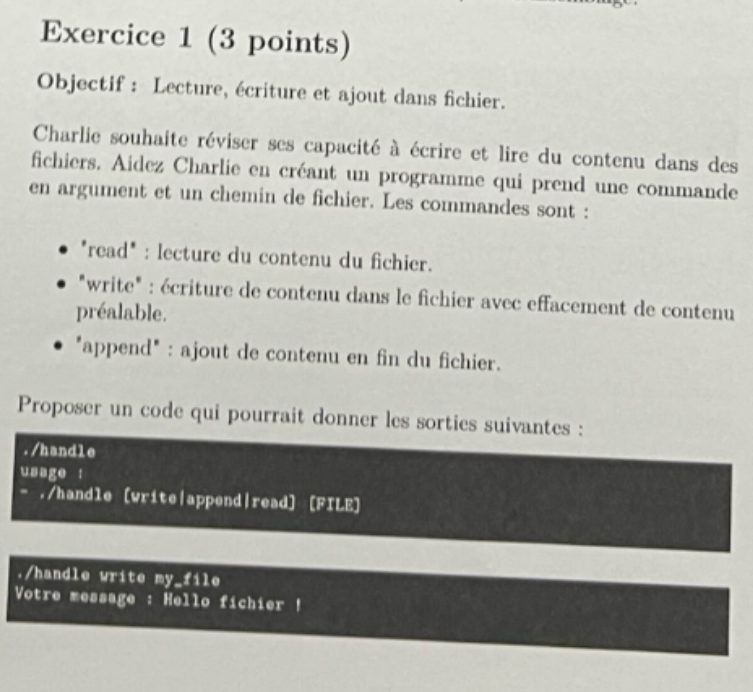 Exercice 1 (3 points)
Objectif : Lecture, écriture et ajout dans fichier.
Charlie souhaite réviser ses capacité à écrire et lire du contenu dans des
fichiers. Aidez Charlie en créant un programme qui prend une commande
en argument et un chemin de fichier. Les commandes sont :
• "read" : lecture du contenu du fichier.
• "write" : écriture de contenu dans le fichier avec effacement de contenu
préalable.
• "append" : ajout de contenu en fin du fichier.
Proposer un code qui pourrait donner les sorties suivantes :
./handle
usage :
- ./handle [write|append|read] [FILE]
./handle write my_file
Votre message : Hello fichier !